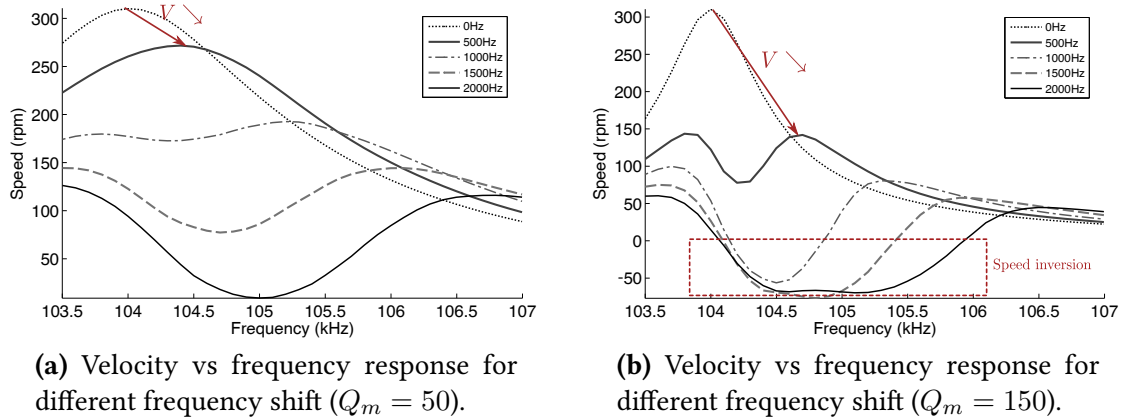 300
250
200
150
100
50
Speed (rpm)
103.5 104 104.5 105 105.5 106 106.5 107
Frequency (kHz)
V ↘
0Hz
500Hz
1000Hz
1500Hz
2000Hz
(a) Velocity vs frequency response for
different frequency shift (Qm = 50).
300
250
200
150
100
50
0
-50
Speed (rpm)
103.5 104 104.5 105 105.5 106 106.5 107
Frequency (kHz)
V ↘
0Hz
500Hz
1000Hz
1500Hz
2000Hz
Speed inversion
(b) Velocity vs frequency response for
different frequency shift (Qm = 150).